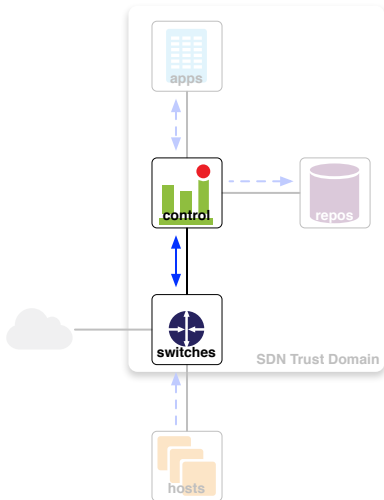 apps
control
repos
switches
SDN Trust Domain
hosts